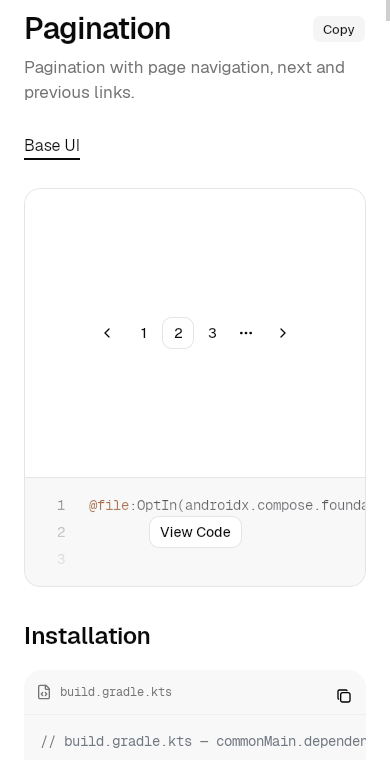 Pagination
Copy
Pagination with page navigation, next and
previous links.
Base UI
1 2 3 •••
1 @file:OptIn(androidx.compose.founda
2
View Code
3
Installation
build.gradle.kts
// build.gradle.kts — commonMain.dependen